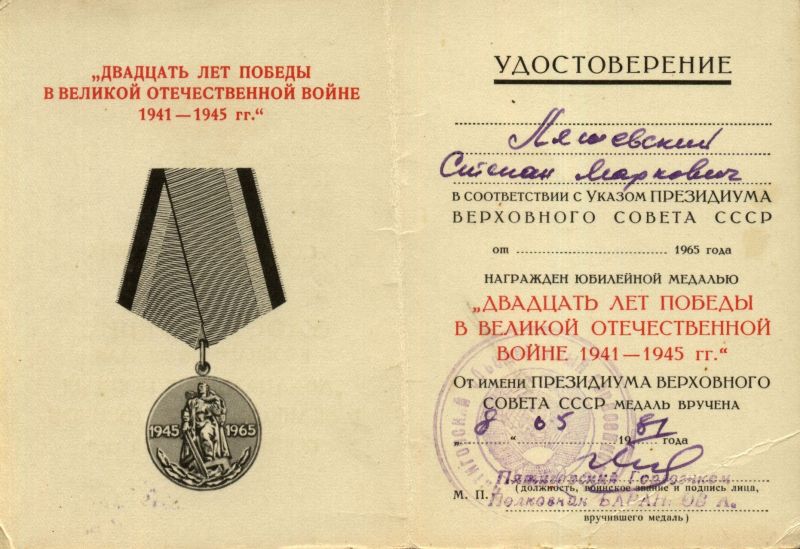 „ДВАДЦАТЬ ЛЕТ ПОБЕДЫ
В ВЕЛИКОЙ ОТЕЧЕСТВЕННОЙ ВОЙНЕ
1941—1945 гг.“
1945 1965
УДОСТОВЕРЕНИЕ
Ляшевский
Степан Маркович
В СООТВЕТСТВИИ С УКАЗОМ ПРЕЗИДИУМА
ВЕРХОВНОГО СОВЕТА СССР
от 1965 года
НАГРАЖДЕН ЮБИЛЕЙНОЙ МЕДАЛЬЮ
„ДВАДЦАТЬ ЛЕТ ПОБЕДЫ
В ВЕЛИКОЙ ОТЕЧЕСТВЕННОЙ
ВОЙНЕ 1941—1945 гг.“
ОТ ИМЕНИ ПРЕЗИДИУМА ВЕРХОВНОГО
СОВЕТА СССР МЕДАЛЬ ВРУЧЕНА
„8“ 05 1981 года
(должность, воинское звание и подпись лица,
М. П. Полковник БАРАНОВ А.
вручившего медаль)